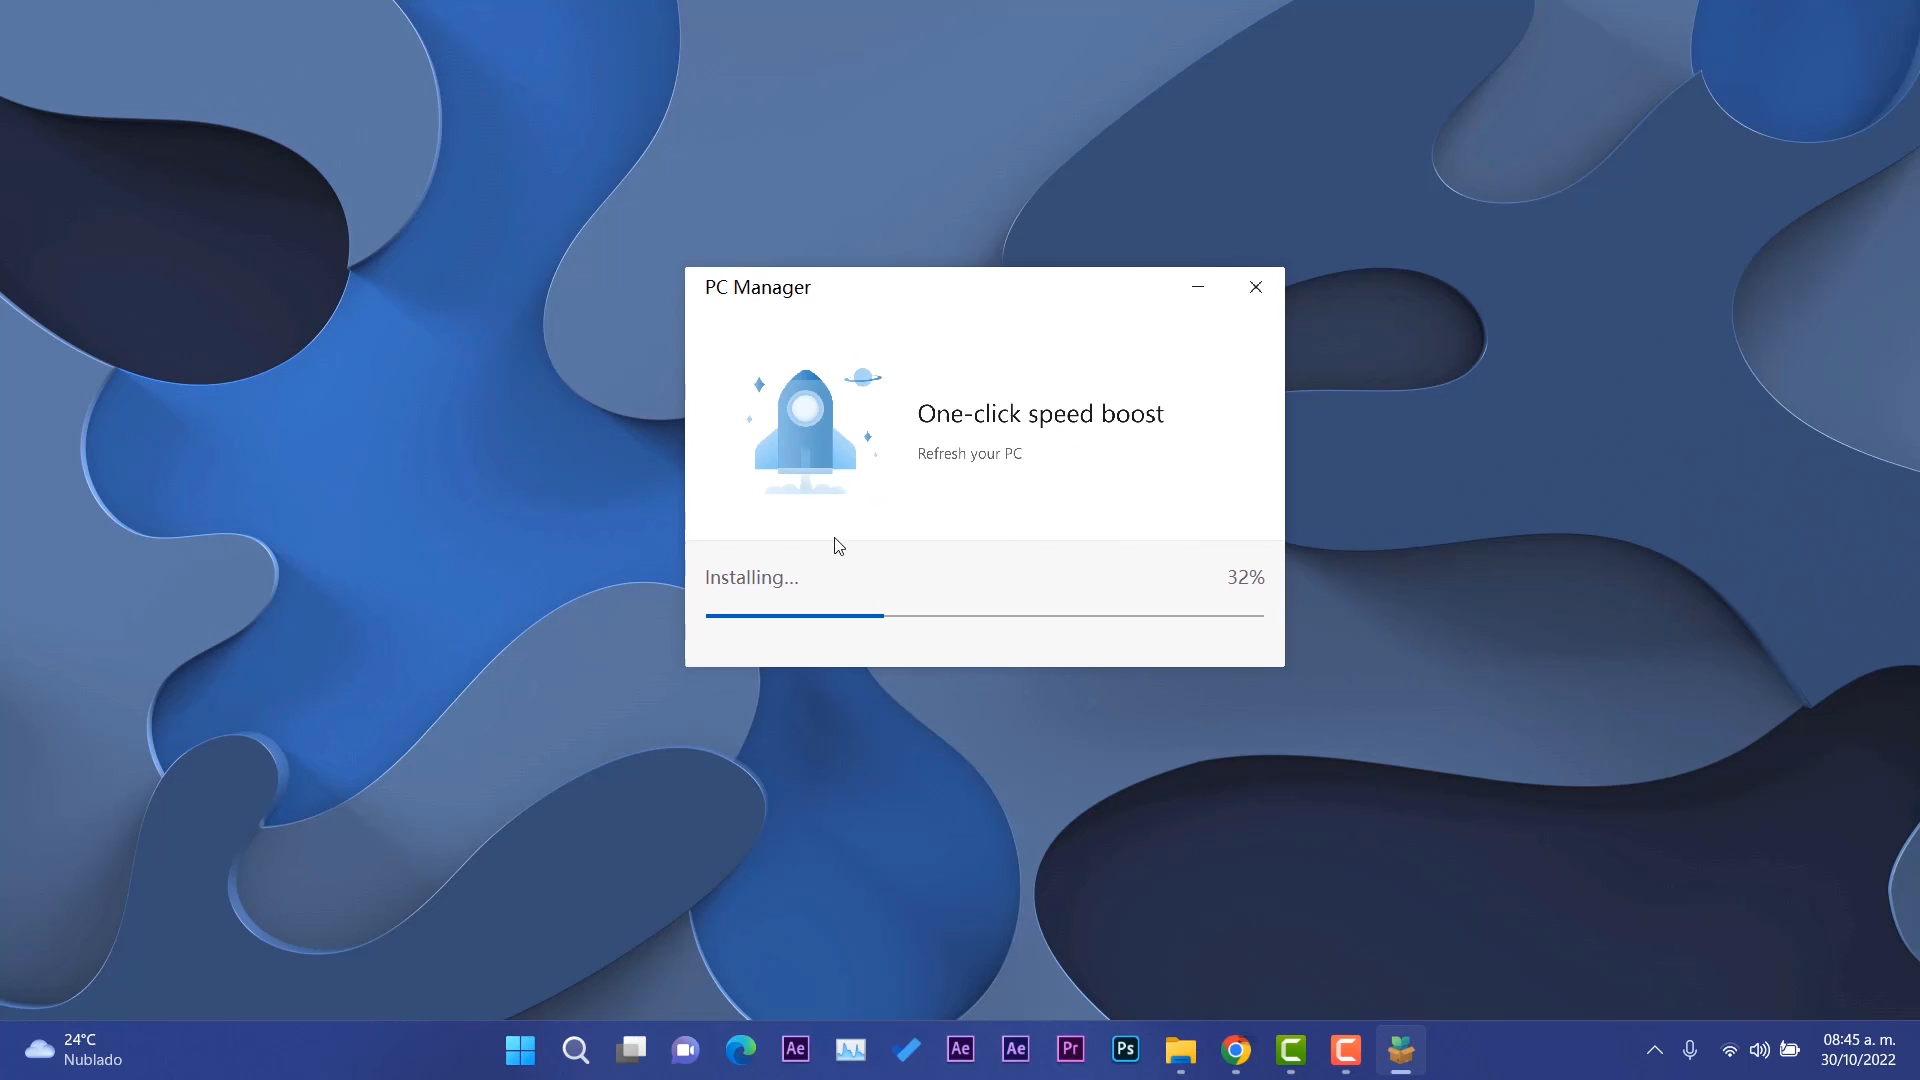 PC Manager
One-click speed boost
Refresh your PC
Installing...
32%
24°C
Nublado
Ae
Ae
Ae
Pr
Ps
08:45 a. m.
30/10/2022